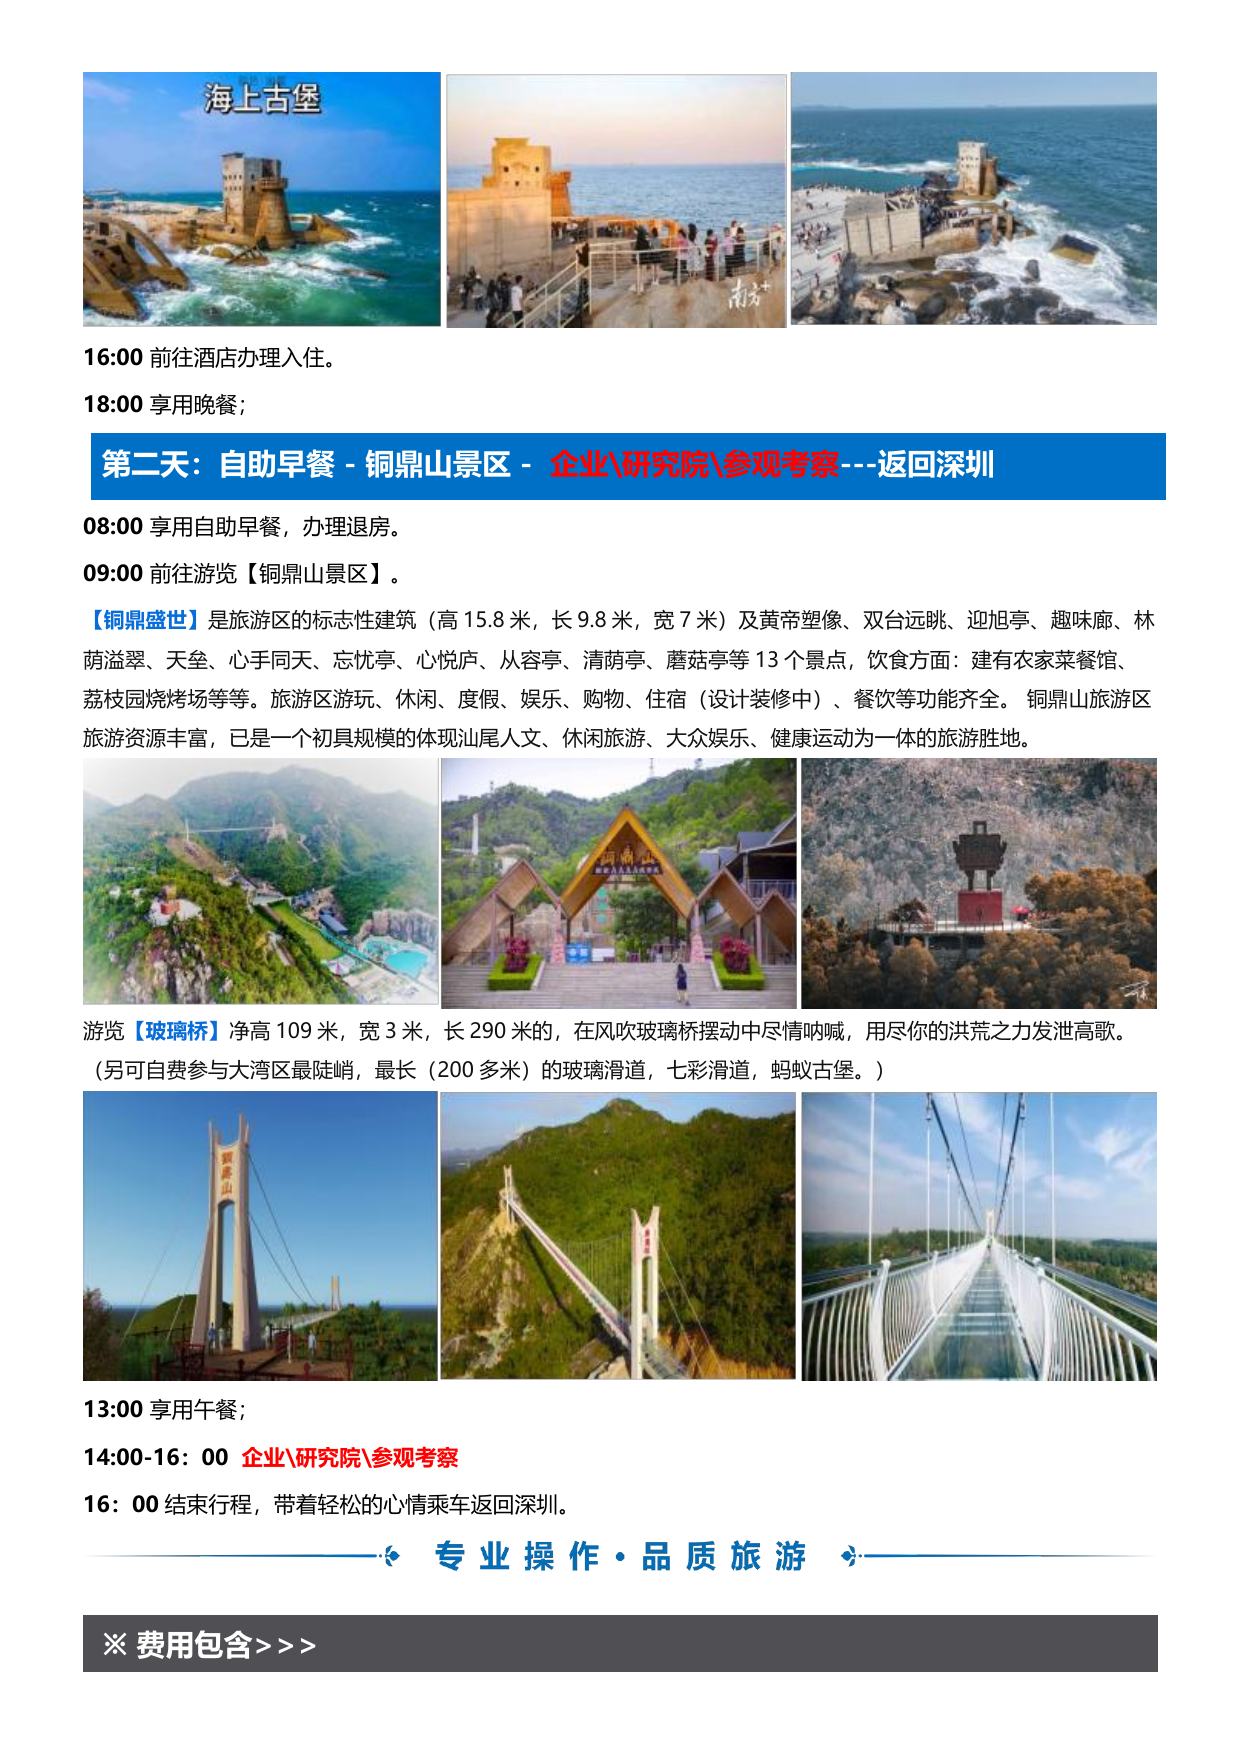 海上古堡
南方+
16:00 前往酒店办理入住。
18:00 享用晚餐；
第二天：自助早餐 - 铜鼎山景区 - 企业\研究院\参观考察---返回深圳
08:00 享用自助早餐，办理退房。
09:00 前往游览【铜鼎山景区】。
【铜鼎盛世】是旅游区的标志性建筑（高 15.8 米，长 9.8 米，宽 7 米）及黄帝塑像、双台远眺、迎旭亭、趣味廊、林
荫溢翠、天垒、心手同天、忘忧亭、心悦庐、从容亭、清荫亭、蘑菇亭等 13 个景点，饮食方面：建有农家菜餐馆、
荔枝园烧烤场等等。旅游区游玩、休闲、度假、娱乐、购物、住宿（设计装修中）、餐饮等功能齐全。 铜鼎山旅游区
旅游资源丰富，已是一个初具规模的体现汕尾人文、休闲旅游、大众娱乐、健康运动为一体的旅游胜地。
铜鼎山
游览【玻璃桥】净高 109 米，宽 3 米，长 290 米的，在风吹玻璃桥摆动中尽情呐喊，用尽你的洪荒之力发泄高歌。
（另可自费参与大湾区最陡峭，最长（200 多米）的玻璃滑道，七彩滑道，蚂蚁古堡。）
铜鼎山
13:00 享用午餐；
14:00-16：00 企业\研究院\参观考察
16：00 结束行程，带着轻松的心情乘车返回深圳。
专业操作·品质旅游
※ 费用包含>>>